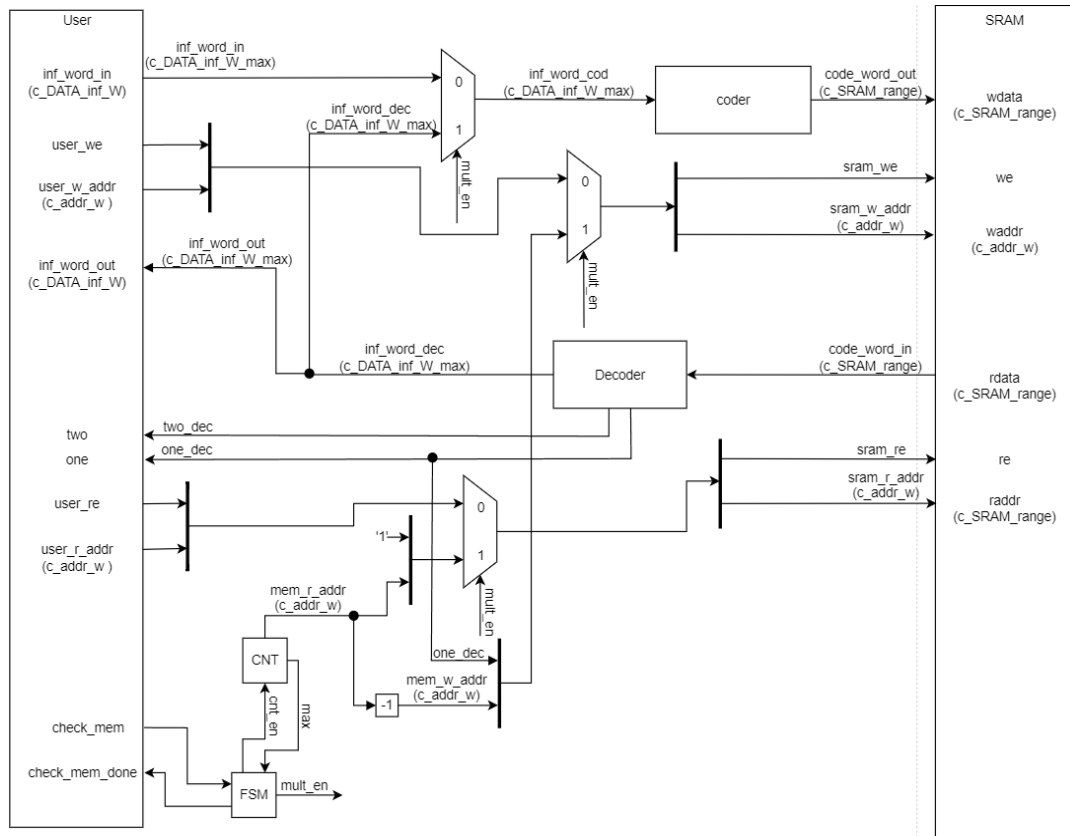 User
SRAM
inf_word_in
(c_DATA_inf_W_max)
inf_word_in
(c_DATA_inf_W)
0
inf_word_cod
(c_DATA_inf_W_max)
coder
code_word_out
(c_SRAM_range)
wdata
(c_SRAM_range)
inf_word_dec
(c_DATA_inf_W_max)
1
mult_en
user_we
user_w_addr
(c_addr_w )
0
1
mult_en
sram_we
we
sram_w_addr
(c_addr_w)
waddr
(c_addr_w)
inf_word_out
(c_DATA_inf_W_max)
inf_word_out
(c_DATA_inf_W)
inf_word_dec
(c_DATA_inf_W_max)
Decoder
code_word_in
(c_SRAM_range)
rdata
(c_SRAM_range)
two
two_dec
one
one_dec
sram_re
re
sram_r_addr
(c_addr_w)
raddr
(c_SRAM_range)
user_re
user_r_addr
(c_addr_w )
'1'
0
1
mult_en
mem_r_addr
(c_addr_w)
CNT
one_dec
mem_w_addr
(c_addr_w)
-1
cnt_en
max
check_mem
check_mem_done
FSM
mult_en